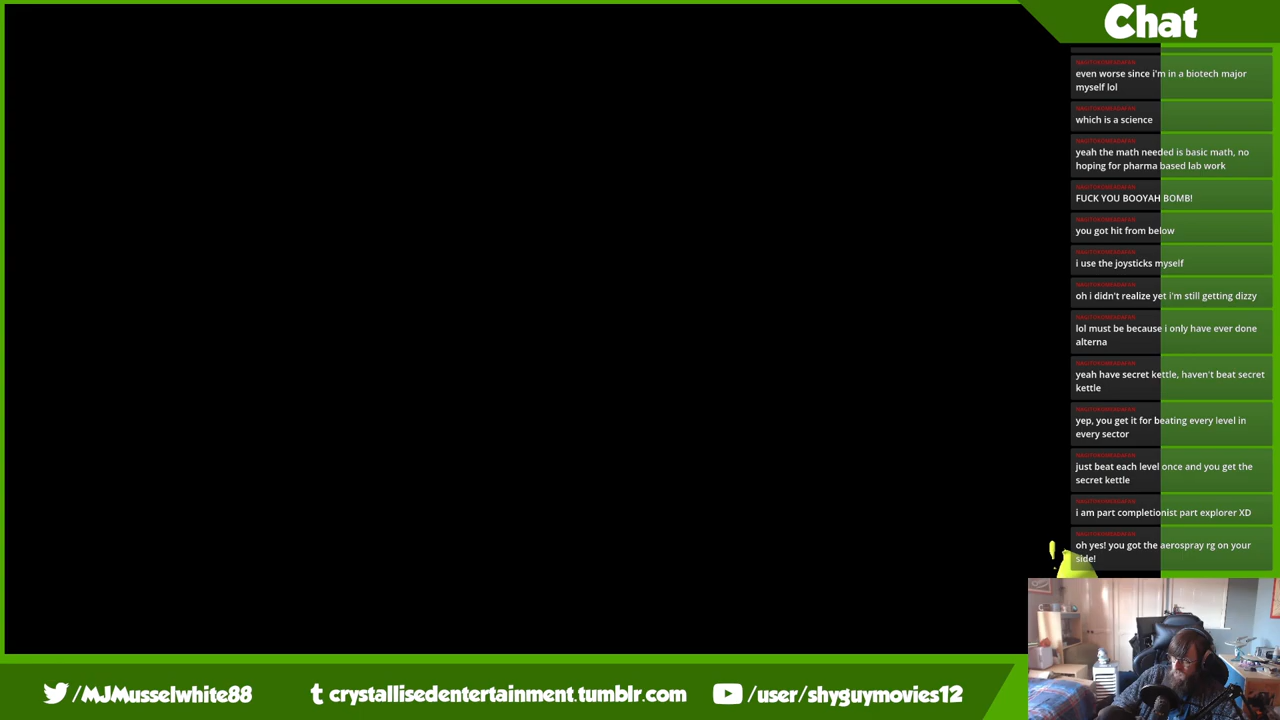 Chat
even worse since i'm in a biotech major
myself lol
which is a science
yeah the math needed is basic math, no
hoping for pharma based lab work
FUCK YOU BOOYAH BOMB!
you got hit from below
i use the joysticks myself
oh i didn't realize yet i'm still getting dizzy
lol must be because i only have ever done
alterna
yeah have secret kettle, haven't beat secret
kettle
yep, you get it for beating every level in
every sector
just beat each level once and you get the
secret kettle
i am part completionist part explorer XD
oh yes! you got the aerospray rg on your
side!
/MJMusselwhite88
crystallisedentertainment.tumblr.com
/user/shyguymovies12